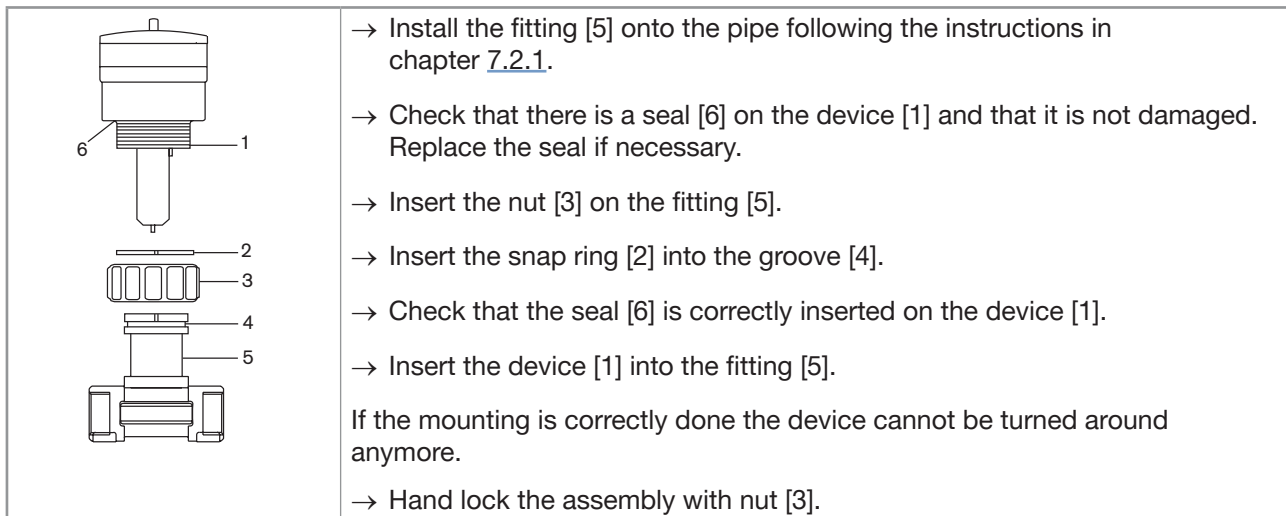 6
1
2
3
4
5
→ Install the fitting [5] onto the pipe following the instructions in
chapter 7.2.1.
→ Check that there is a seal [6] on the device [1] and that it is not damaged.
Replace the seal if necessary.
→ Insert the nut [3] on the fitting [5].
→ Insert the snap ring [2] into the groove [4].
→ Check that the seal [6] is correctly inserted on the device [1].
→ Insert the device [1] into the fitting [5].
If the mounting is correctly done the device cannot be turned around
anymore.
→ Hand lock the assembly with nut [3].